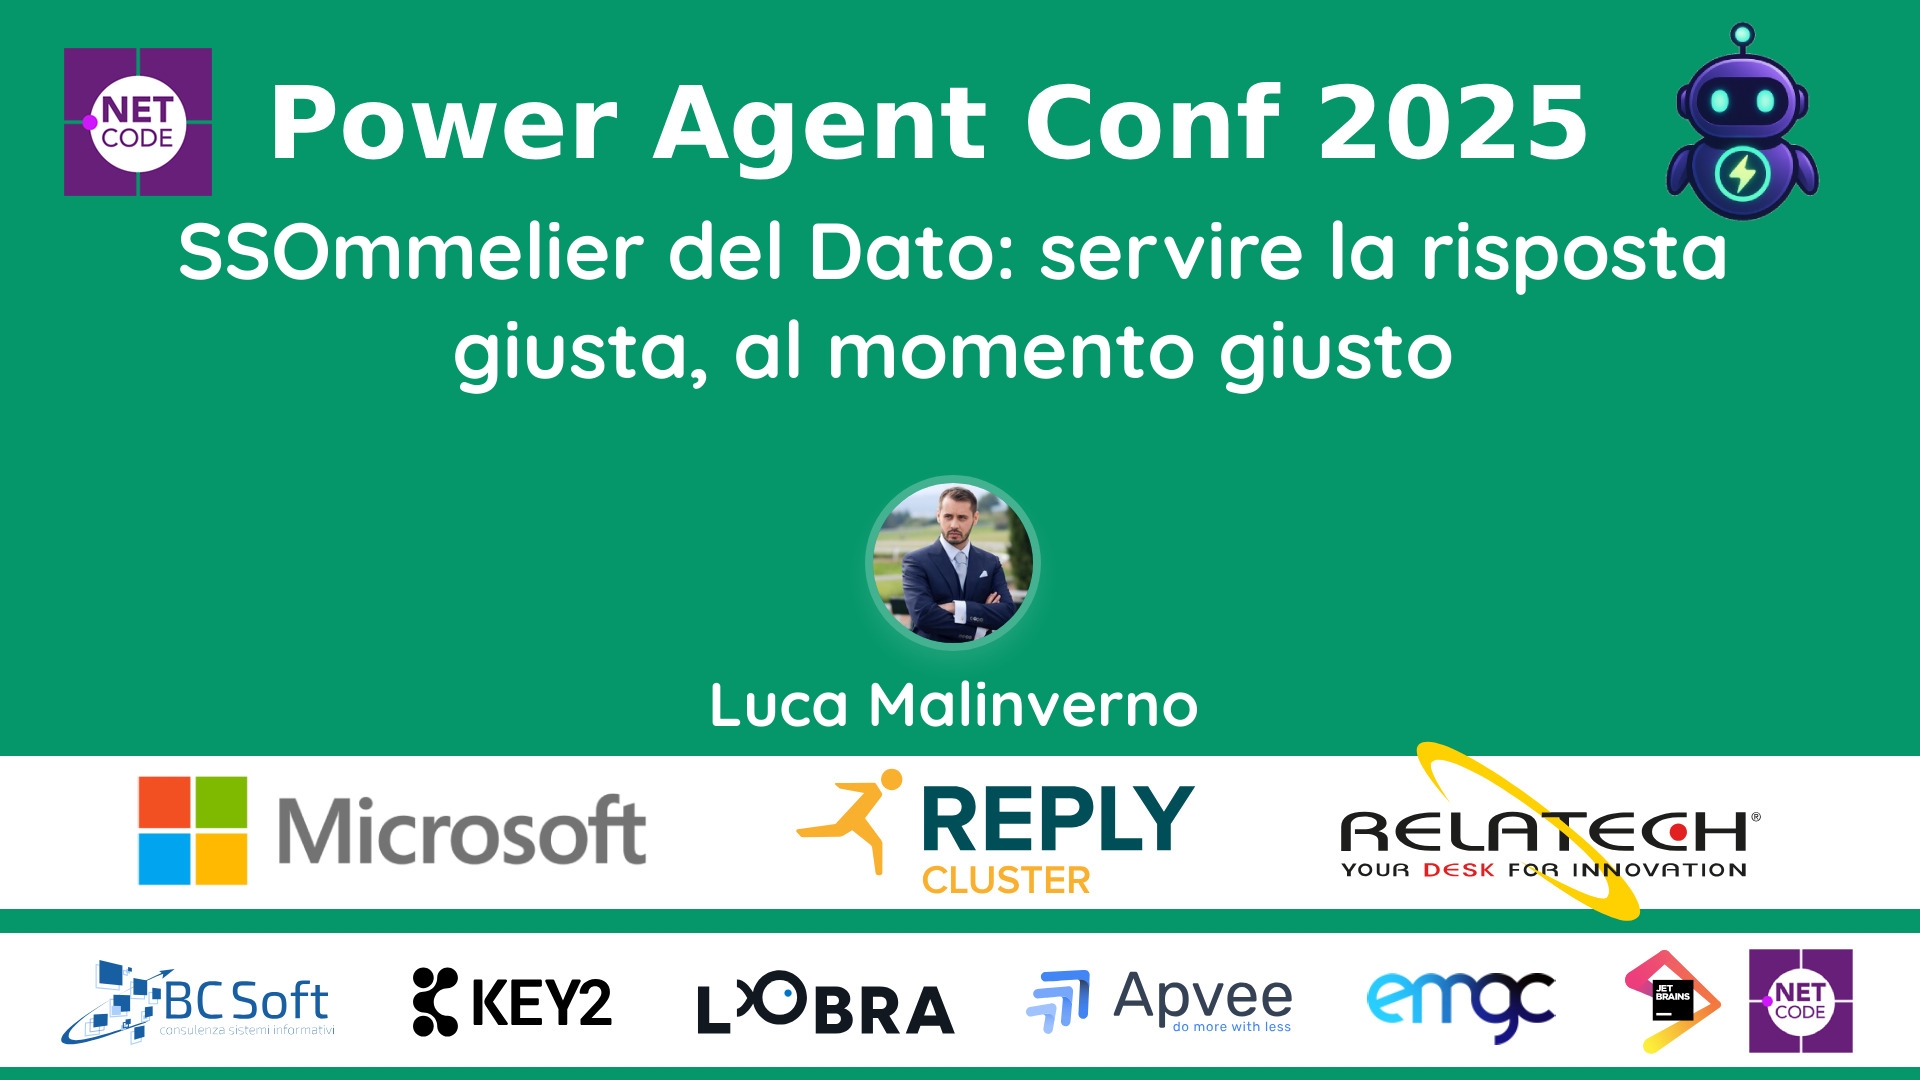 NET
CODE
Power Agent Conf 2025
SSOmmelier del Dato: servire la risposta
giusta, al momento giusto
Luca Malinverno
Microsoft
REPLY
CLUSTER
RELATECH®
YOUR DESK FOR INNOVATION
BC Soft
consulenza sistemi informativi
KEY2
LOBRA
Apvee
do more with less
emgc
JET
BRAINS
NET
CODE